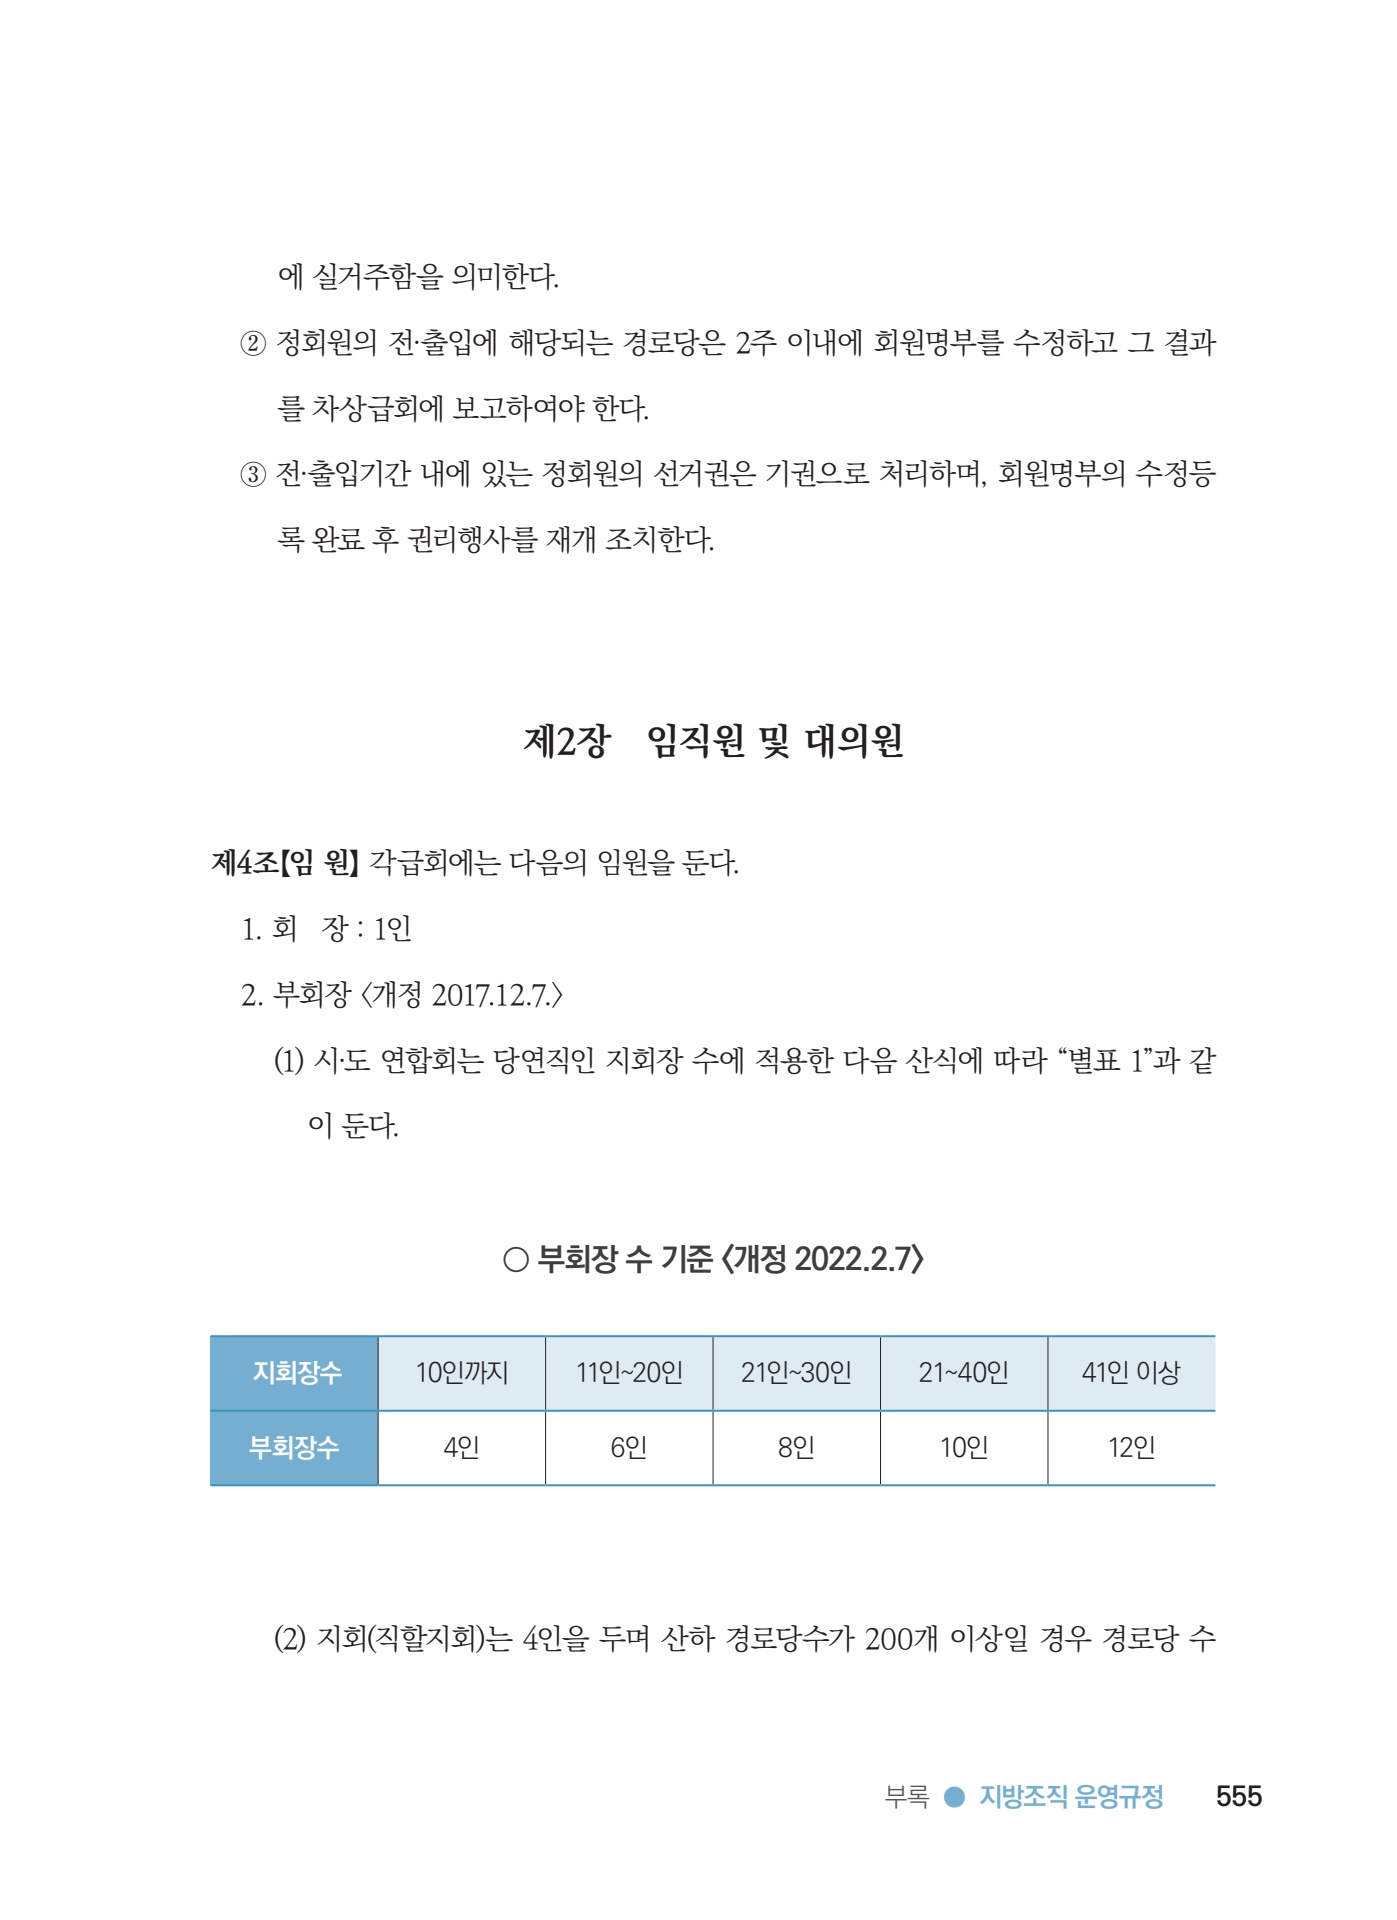 에 실거주함을 의미한다.
② 정회원의 전·출입에 해당되는 경로당은 2주 이내에 회원명부를 수정하고 그 결과
를 차상급회에 보고하여야 한다.
③ 전·출입기간 내에 있는 정회원의 선거권은 기권으로 처리하며, 회원명부의 수정등
록 완료 후 권리행사를 재개 조치한다.
제2장 임직원 및 대의원
제4조【임 원】 각급회에는 다음의 임원을 둔다.
1. 회 장 : 1인
2. 부회장 〈개정 2017.12.7.〉
(1) 시·도 연합회는 당연직인 지회장 수에 적용한 다음 산식에 따라 “별표 1”과 같
이 둔다.
○ 부회장 수 기준 〈개정 2022.2.7〉
지회장수 10인까지 11인~20인 21인~30인 21~40인 41인 이상
부회장수 4인 6인 8인 10인 12인
(2) 지회(직할지회)는 4인을 두며 산하 경로당수가 200개 이상일 경우 경로당 수
부록 ● 지방조직 운영규정 555